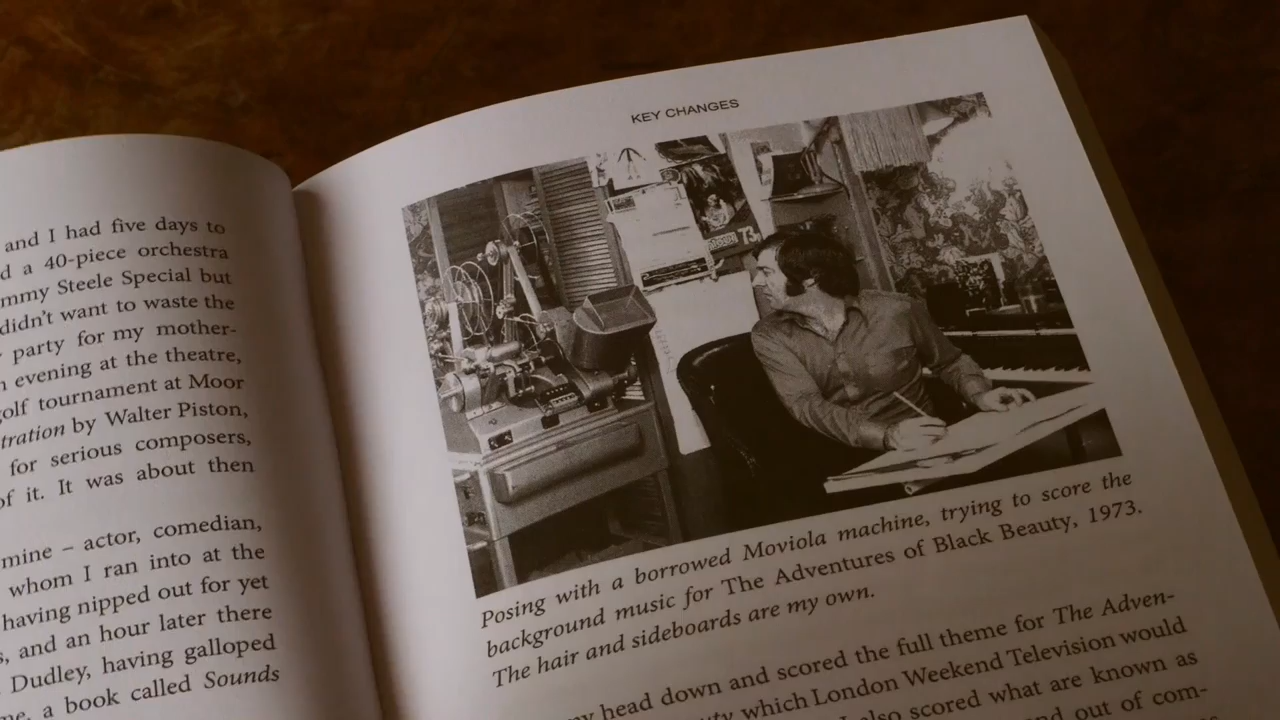 and I had five days to
a 40-piece orchestra
Steele Special but
didn't want to waste the
party for my mother-
evening at the theatre,
golf tournament at Moor
by Walter Piston,
for serious composers,
of it. It was about then
mine – actor, comedian,
whom I ran into at the
having nipped out for yet
and an hour later there
Dudley, having galloped
a book called Sounds
KEY CHANGES
T3
Posing with a borrowed Moviola machine, trying to score the
background music for The Adventures of Black Beauty, 1973.
The hair and sideboards are my own.
head down and scored the full theme for The Adven-
which London Weekend Television would
also scored what are known as
and out of com-